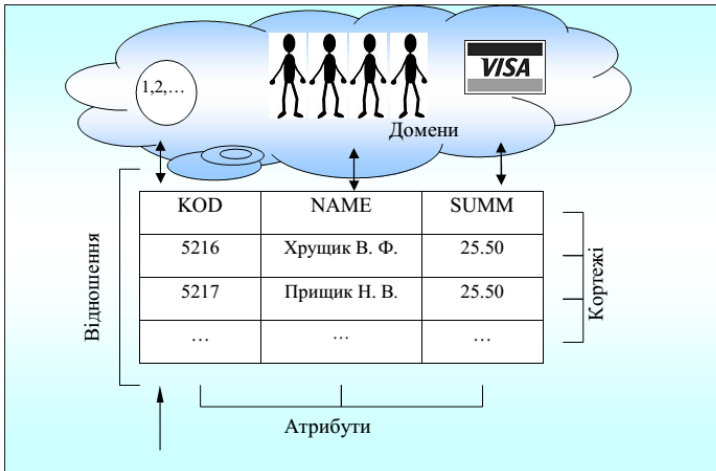 1,2,…
VISA
Домени
Відношення
KOD NAME SUMM
5216 Хрущик В. Ф. 25.50
5217 Прищик Н. В. 25.50
… … …
Кортежі
Атрибути